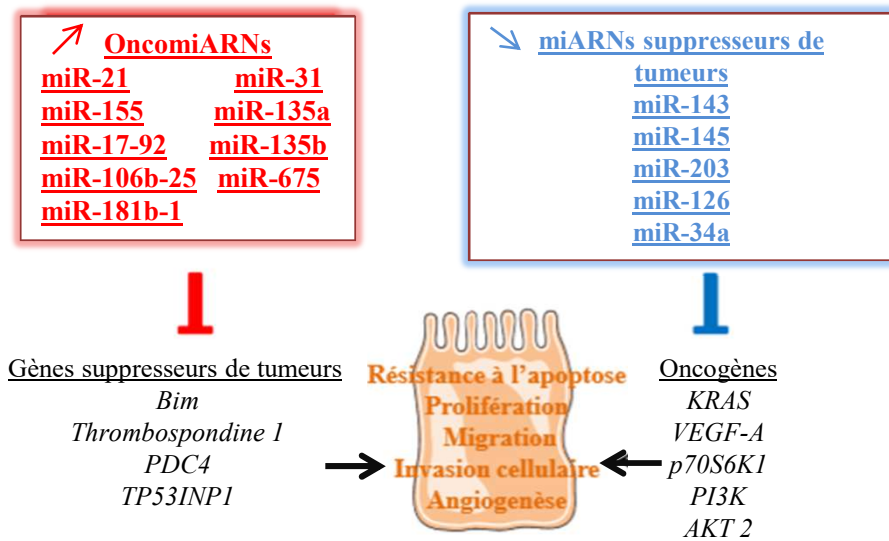 OncomiARNs
miR-21 miR-31
miR-155 miR-135a
miR-17-92 miR-135b
miR-106b-25 miR-675
miR-181b-1
miARNs suppresseurs de
tumeurs
miR-143
miR-145
miR-203
miR-126
miR-34a
Gènes suppresseurs de tumeurs
Bim
Thrombospondine 1
PDC4
TP53INP1
Résistance à l’apoptose
Prolifération
Migration
Invasion cellulaire
Angiogenèse
Oncogènes
KRAS
VEGF-A
p70S6K1
PI3K
AKT 2